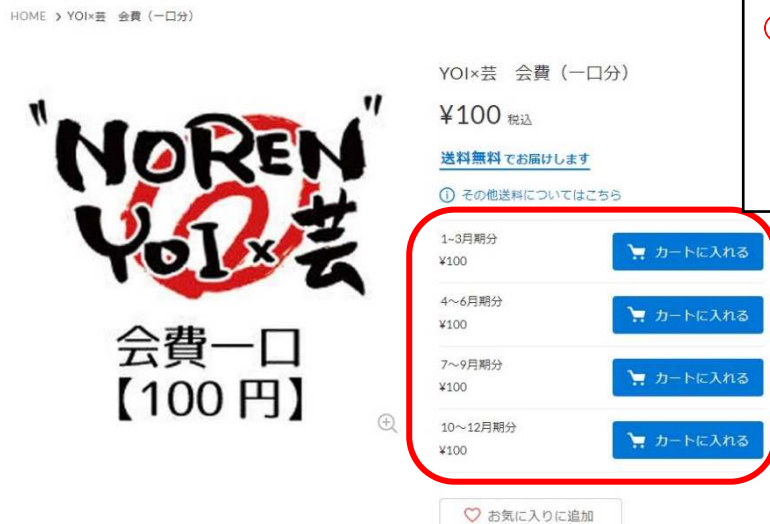 HOME > YOI×芸 会費（一口分）
"NOREN"
YOI×芸
会費一口
【100円】
YOI×芸 会費（一口分）
¥100 税込
送料無料でお届けします
その他送料についてはこちら
1~3月期分
¥100
カートに入れる
4～6月期分
¥100
カートに入れる
7～9月期分
¥100
カートに入れる
10～12月期分
¥100
カートに入れる
お気に入りに追加